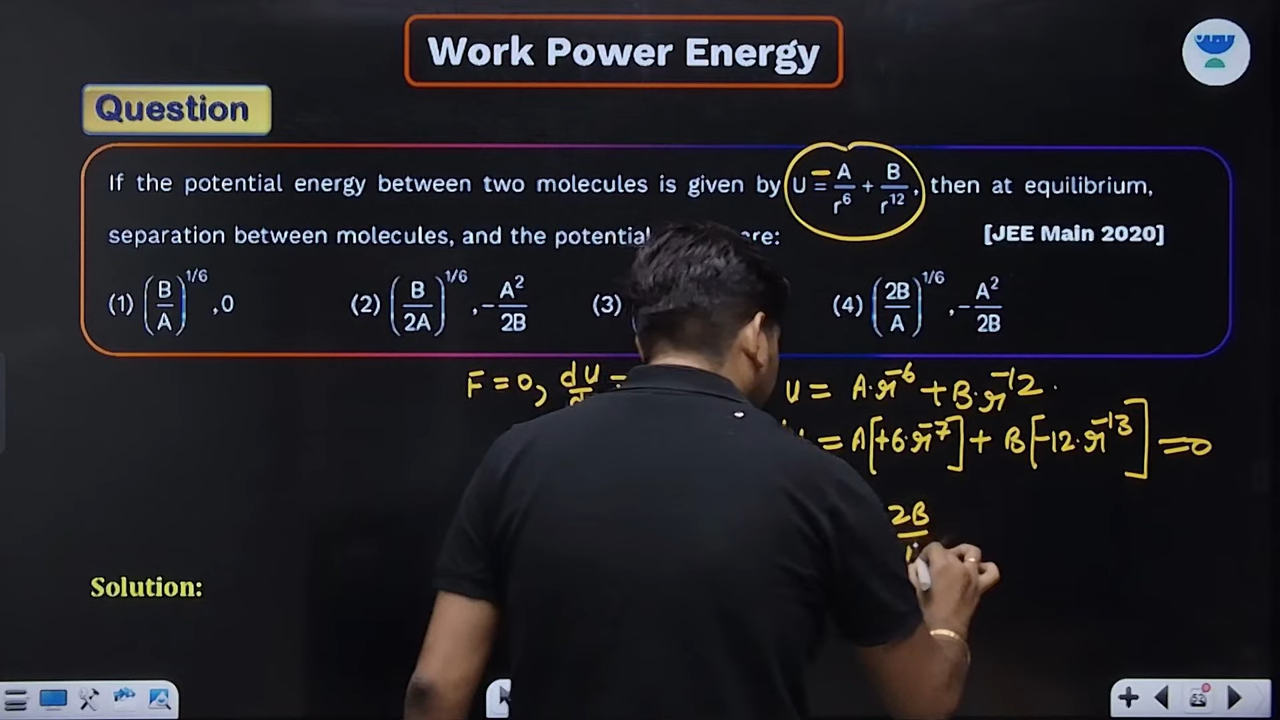 Work Power Energy
Question
If the potential energy between two molecules is given by U = -A/r^6 + B/r^12, then at equilibrium,
separation between molecules, and the potential are:
[JEE Main 2020]
(1) (B/A)^1/6, 0
(2) (B/2A)^1/6, -A^2/2B
(3)
(4) (2B/A)^1/6, -A^2/2B
F = 0, dU
U = A·r^-6 + B·r^-12
= A[+6·r^-7] + B[-12·r^-13] = 0
2B
Solution: